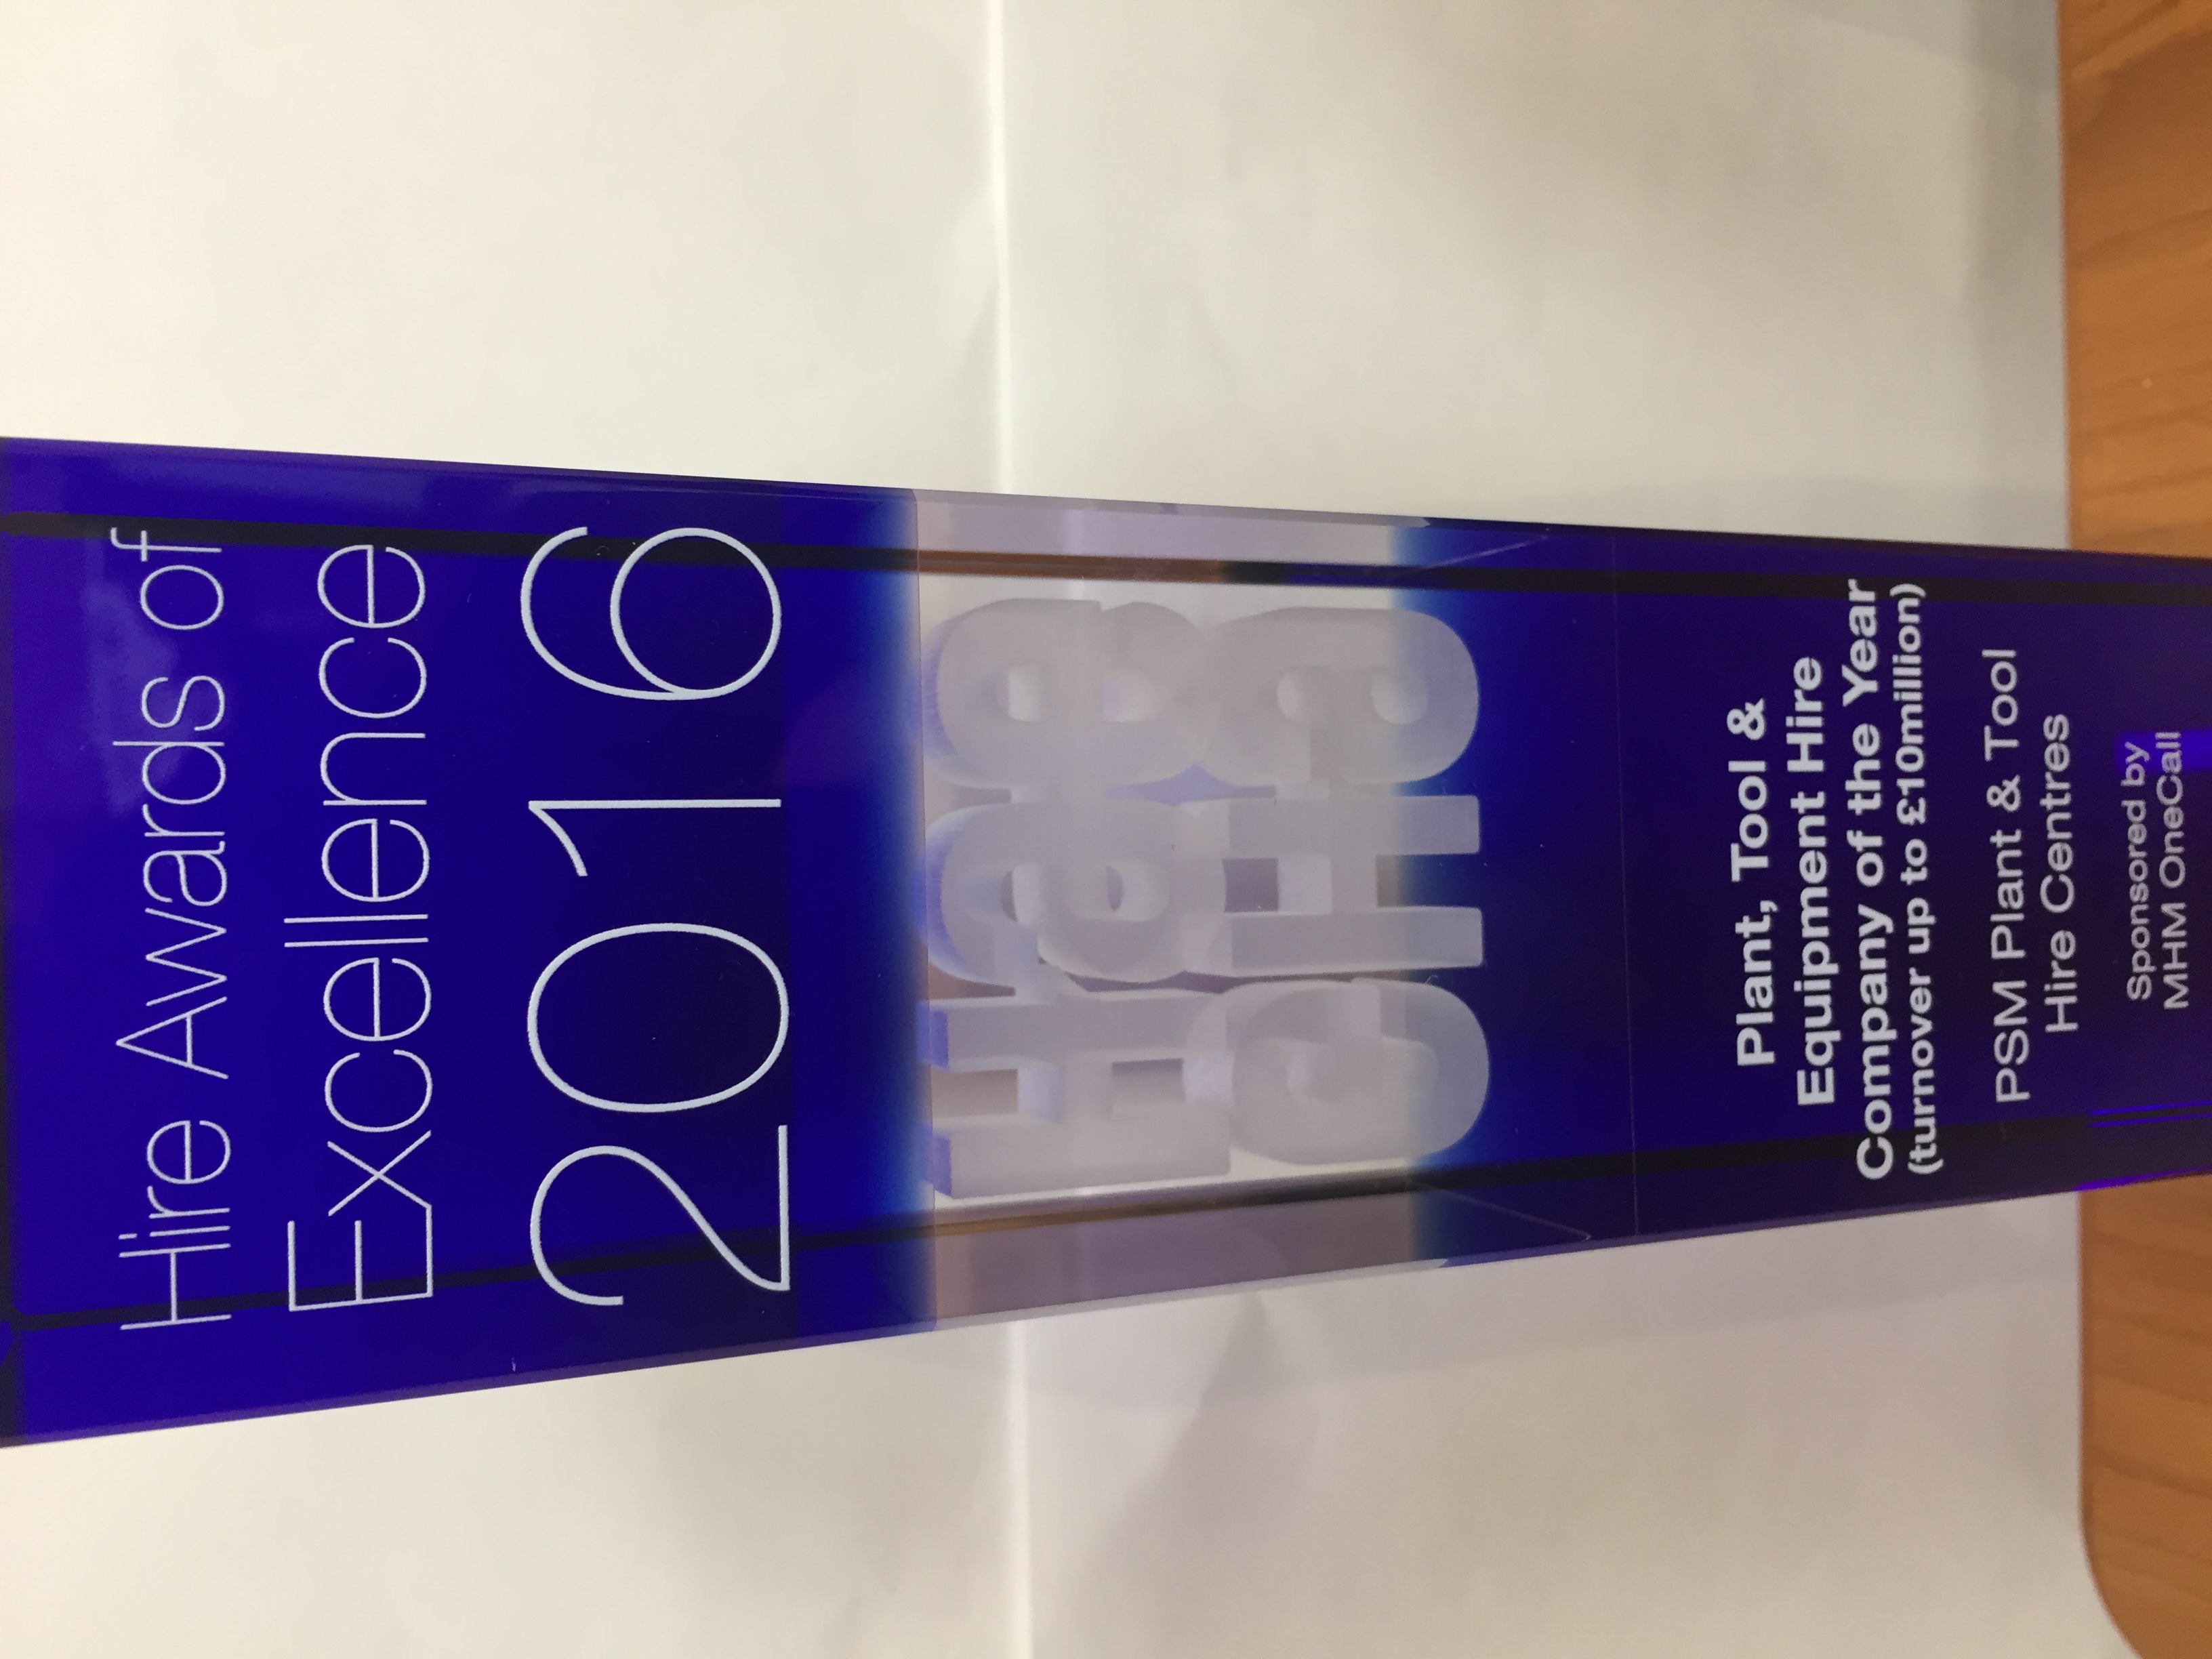 Hire Awards of
Excellence
2016
Plant, Tool &
Equipment Hire
Company of the Year
(turnover up to £10million)
PSM Plant & Tool
Hire Centres
Sponsored by
MHM OneCall